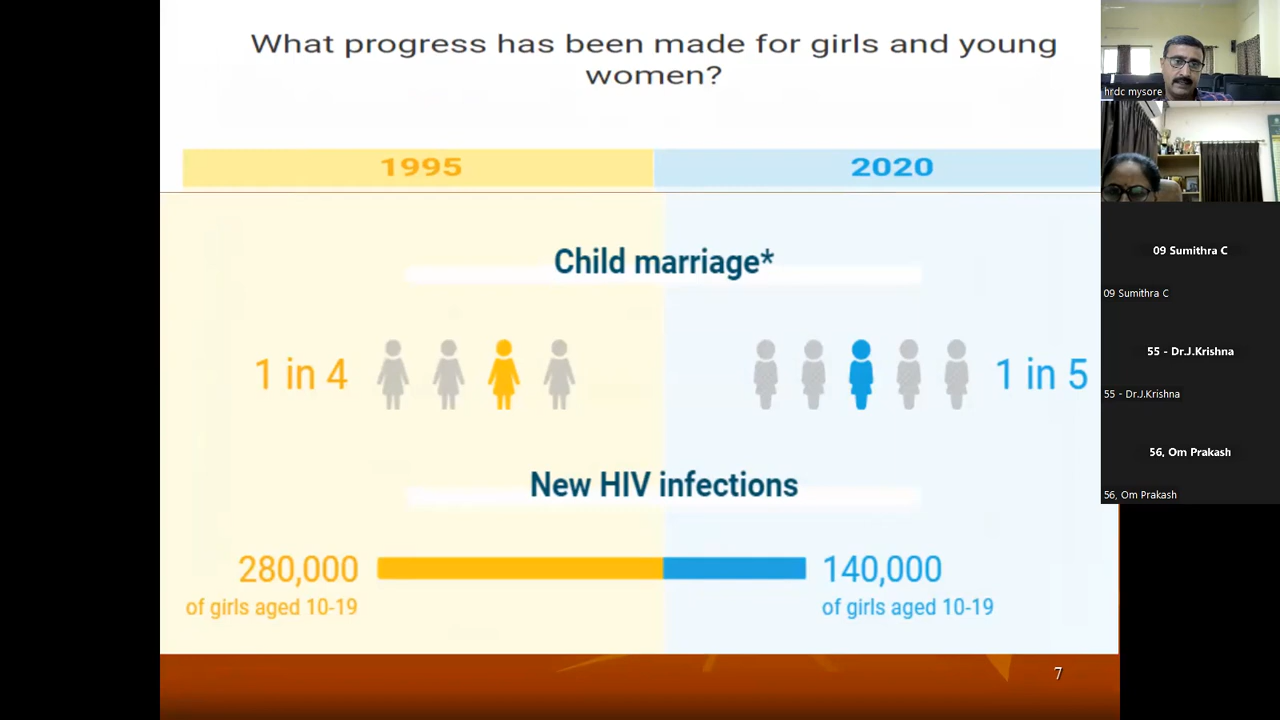 What progress has been made for girls and young
women?
1995
2020
Child marriage*
1 in 4
1 in 5
New HIV infections
280,000
of girls aged 10-19
140,000
of girls aged 10-19
7
hrdc mysore
09 Sumithra C
09 Sumithra C
55 - Dr.J.Krishna
55 - Dr.J.Krishna
56, Om Prakash
56, Om Prakash